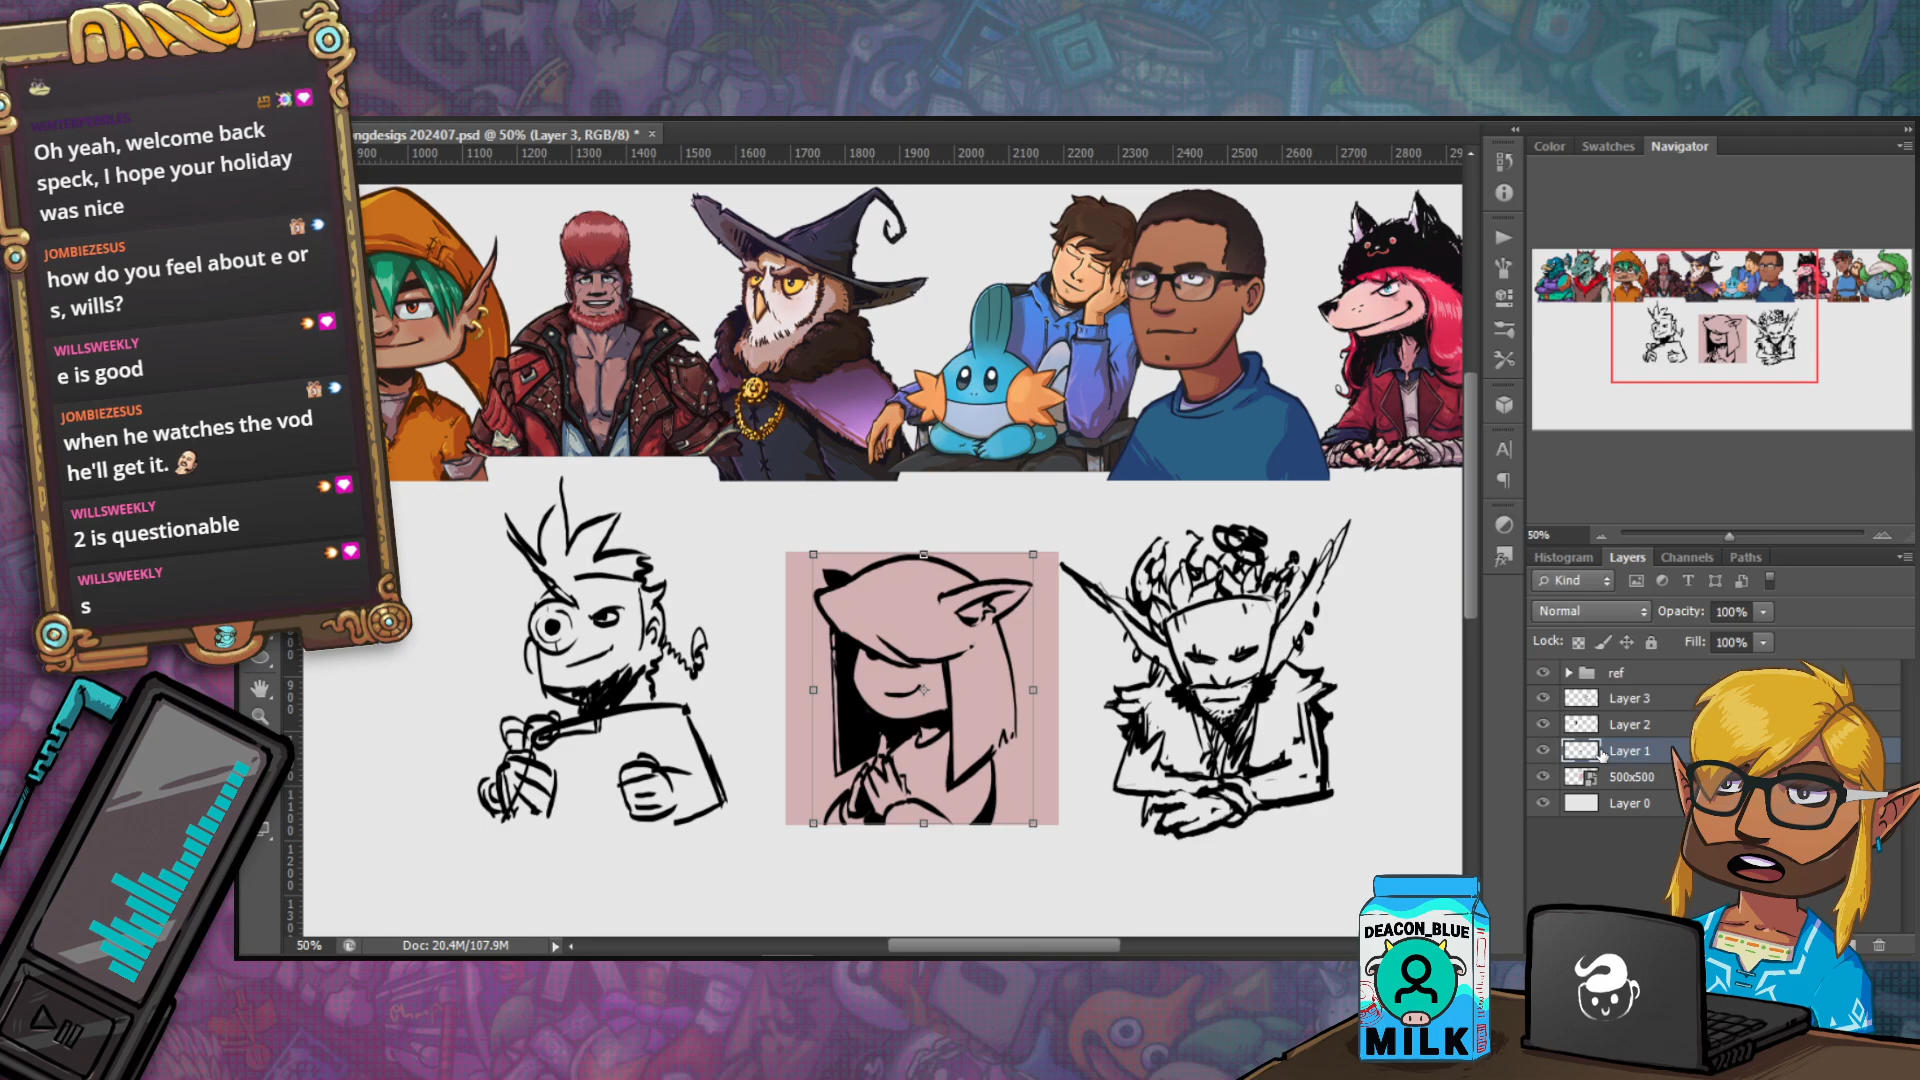 WINTERPEBBLES
Oh yeah, welcome back
speck, I hope your holiday
was nice
JOMBIEZESUS
how do you feel about e or
s, wills?
WILLSWEEKLY
e is good
JOMBIEZESUS
when he watches the vod
he'll get it.
WILLSWEEKLY
2 is questionable
WILLSWEEKLY
s
ngdesigs 202407.psd @ 50% (Layer 3, RGB/8) * ×
900 1000 1100 1200 1300 1400 1500 1600 1700 1800 1900 2000 2100 2200 2300 2400 2500 2600 2700 2800 29
Color Swatches Navigator
50%
Histogram Layers Channels Paths
Kind
Normal Opacity: 100%
Lock: Fill: 100%
ref
Layer 3
Layer 2
Layer 1
500x500
Layer 0
50% Doc: 20.4M/107.9M
DEACON_BLUE
MILK